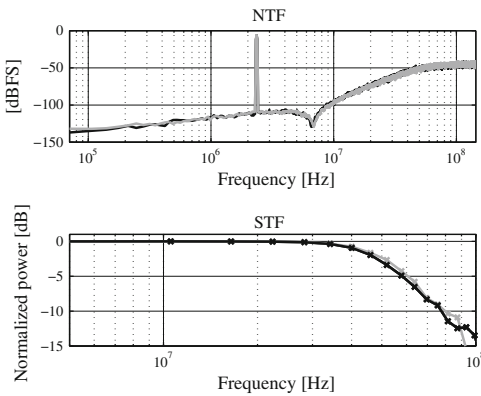 NTF
0
−50
−100
−150
[dBFS]
10^5 10^6 10^7 10^8
Frequency [Hz]
STF
0
−5
−10
−15
Normalized power [dB]
10^7
Frequency [Hz]